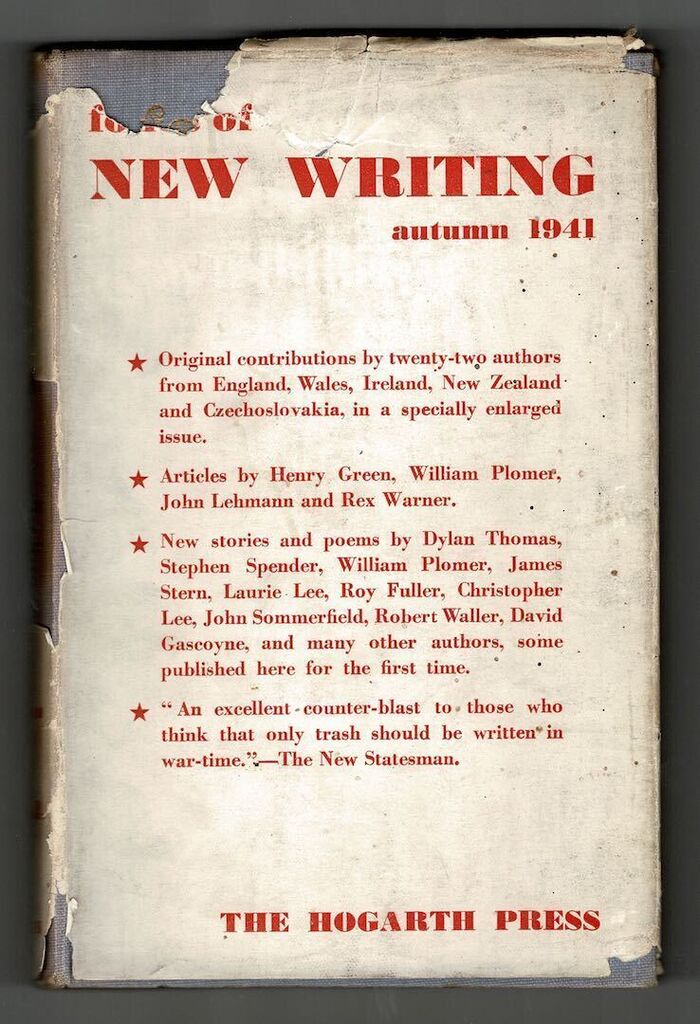 of
NEW WRITING
autumn 1941
★ Original contributions by twenty-two authors
from England, Wales, Ireland, New Zealand
and Czechoslovakia, in a specially enlarged
issue.
★ Articles by Henry Green, William Plomer,
John Lehmann and Rex Warner.
★ New stories and poems by Dylan Thomas,
Stephen Spender, William Plomer, James
Stern, Laurie Lee, Roy Fuller, Christopher
Lee, John Sommerfield, Robert Waller, David
Gascoyne, and many other authors, some
published here for the first time.
★ “An excellent counter-blast to those who
think that only trash should be written in
war-time.”—The New Statesman.
THE HOGARTH PRESS